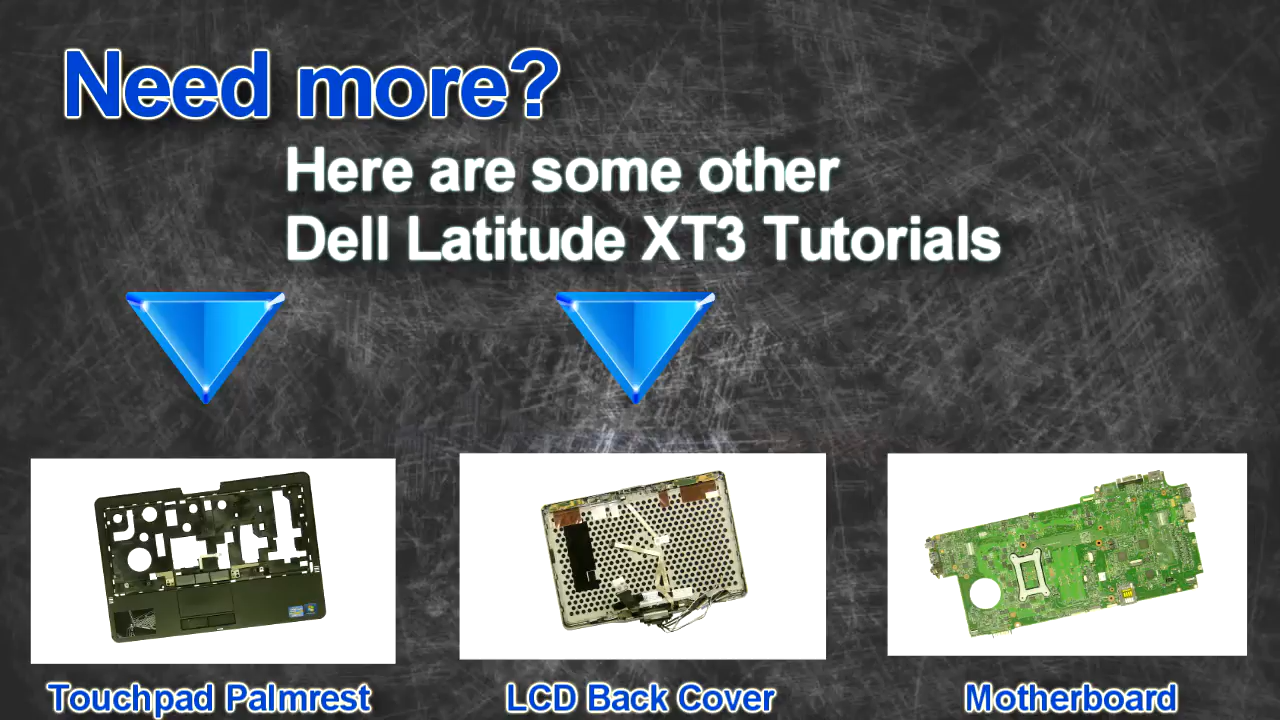 Need more?
Here are some other
Dell Latitude XT3 Tutorials
Touchpad Palmrest
LCD Back Cover
Motherboard